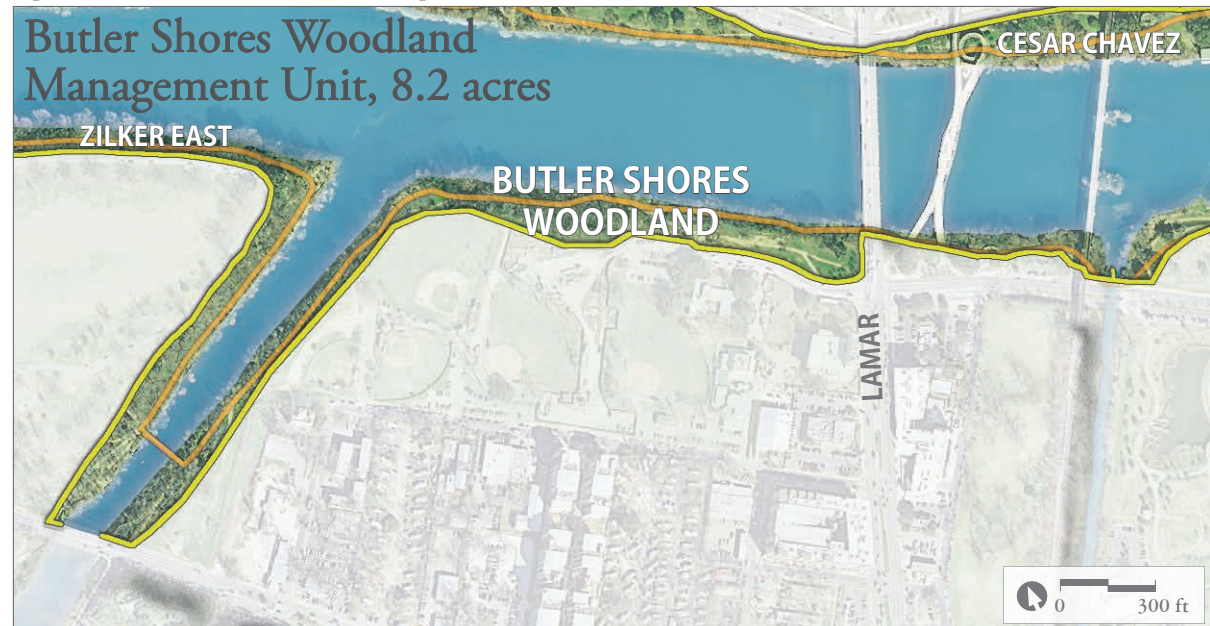 Butler Shores Woodland
Management Unit, 8.2 acres
CESAR CHAVEZ
ZILKER EAST
BUTLER SHORES
WOODLAND
LAMAR
0 300 ft